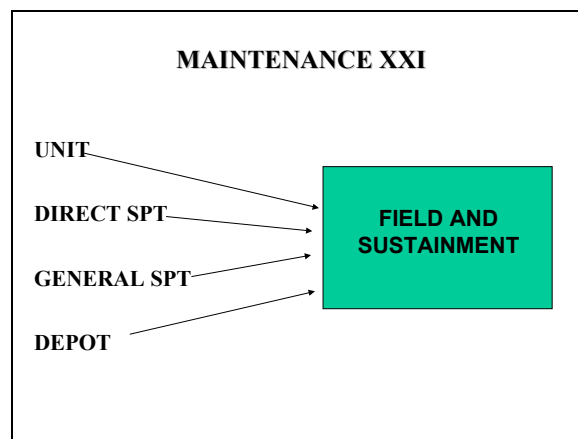 MAINTENANCE XXI
UNIT
DIRECT SPT
GENERAL SPT
DEPOT
FIELD AND
SUSTAINMENT